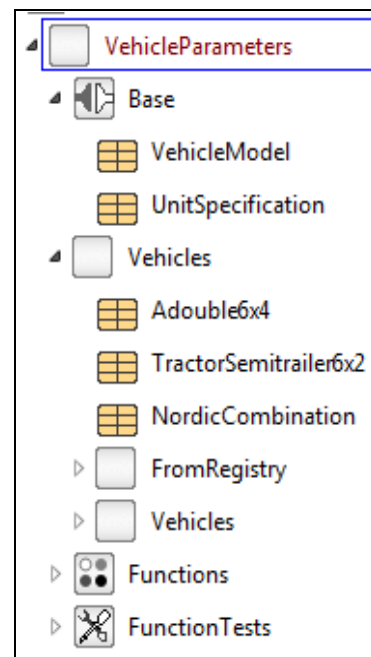 VehicleParameters
Base
VehicleModel
UnitSpecification
Vehicles
Adouble6x4
TractorSemitrailer6x2
NordicCombination
FromRegistry
Vehicles
Functions
FunctionTests